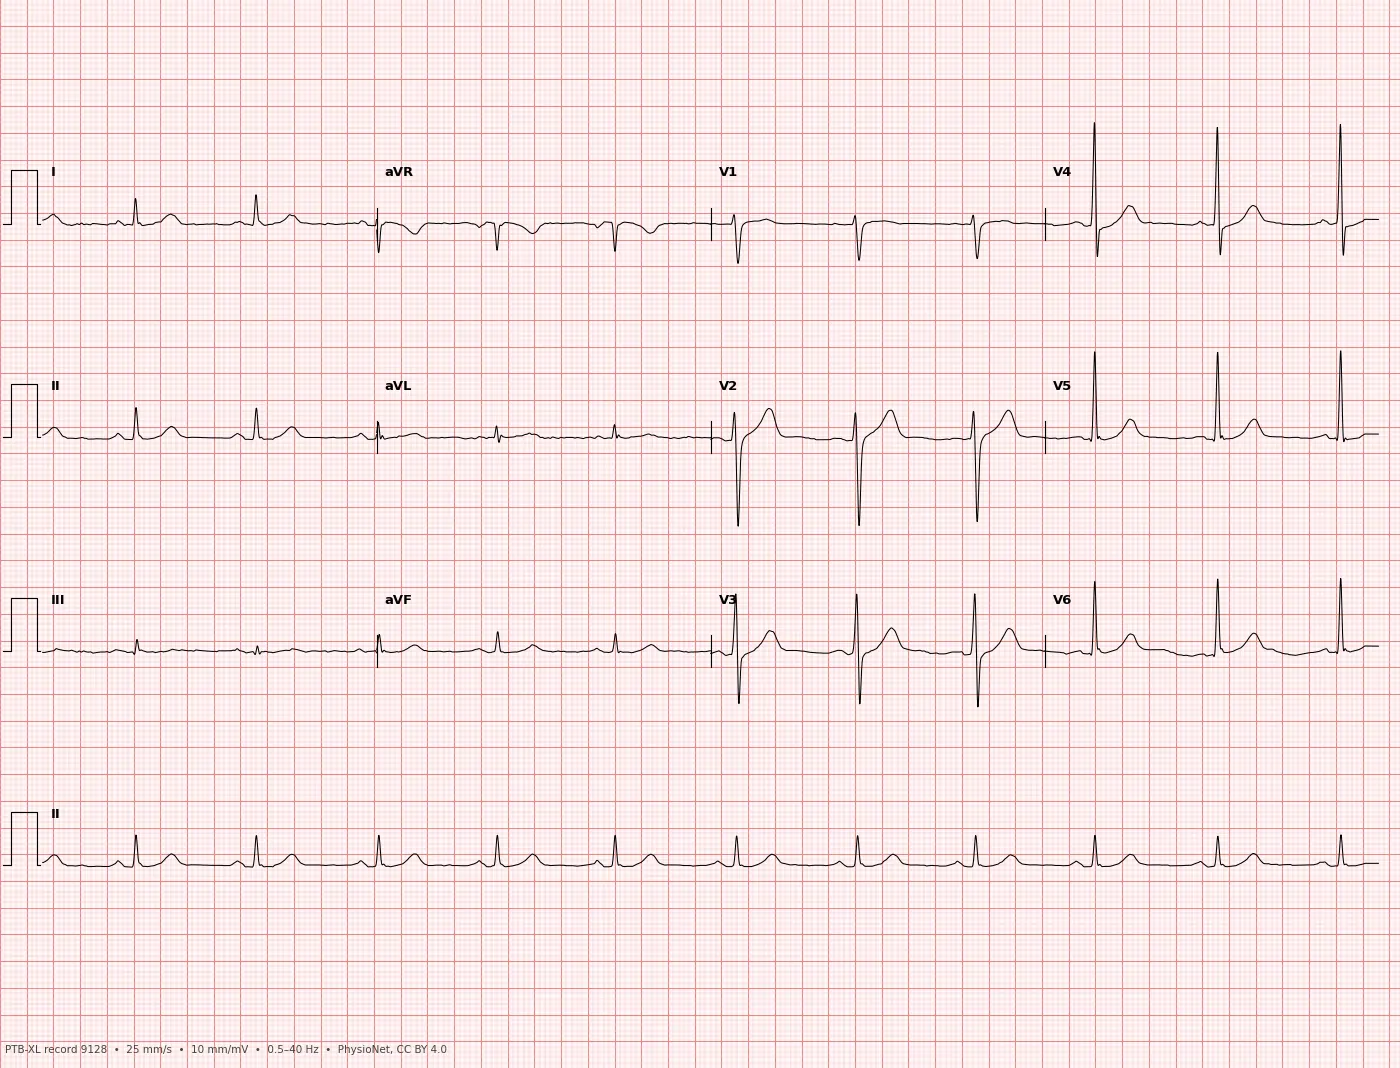 I aVR V1 V4
II aVL V2 V5
III aVF V3 V6
II
PTB-XL record 9128 • 25 mm/s • 10 mm/mV • 0.5–40 Hz • PhysioNet, CC BY 4.0